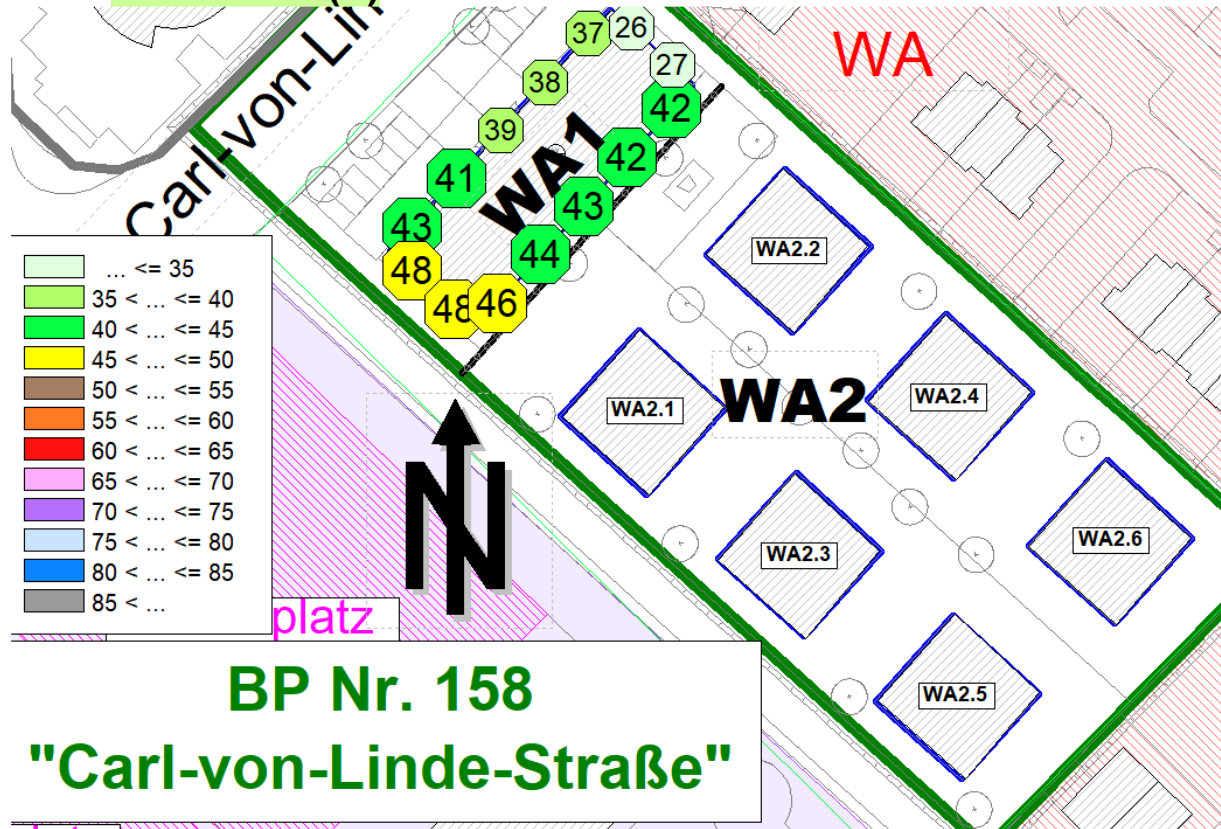 37
26
WA
27
38
42
39
42
WA1
41
Carl-von-Lin
43
43
44
48
48
46
WA2.2
... <= 35
35 < ... <= 40
40 < ... <= 45
45 < ... <= 50
50 < ... <= 55
55 < ... <= 60
60 < ... <= 65
65 < ... <= 70
70 < ... <= 75
75 < ... <= 80
80 < ... <= 85
85 < ...
WA2.1
WA2
WA2.4
N
WA2.3
WA2.6
platz
WA2.5
BP Nr. 158
"Carl-von-Linde-Straße"